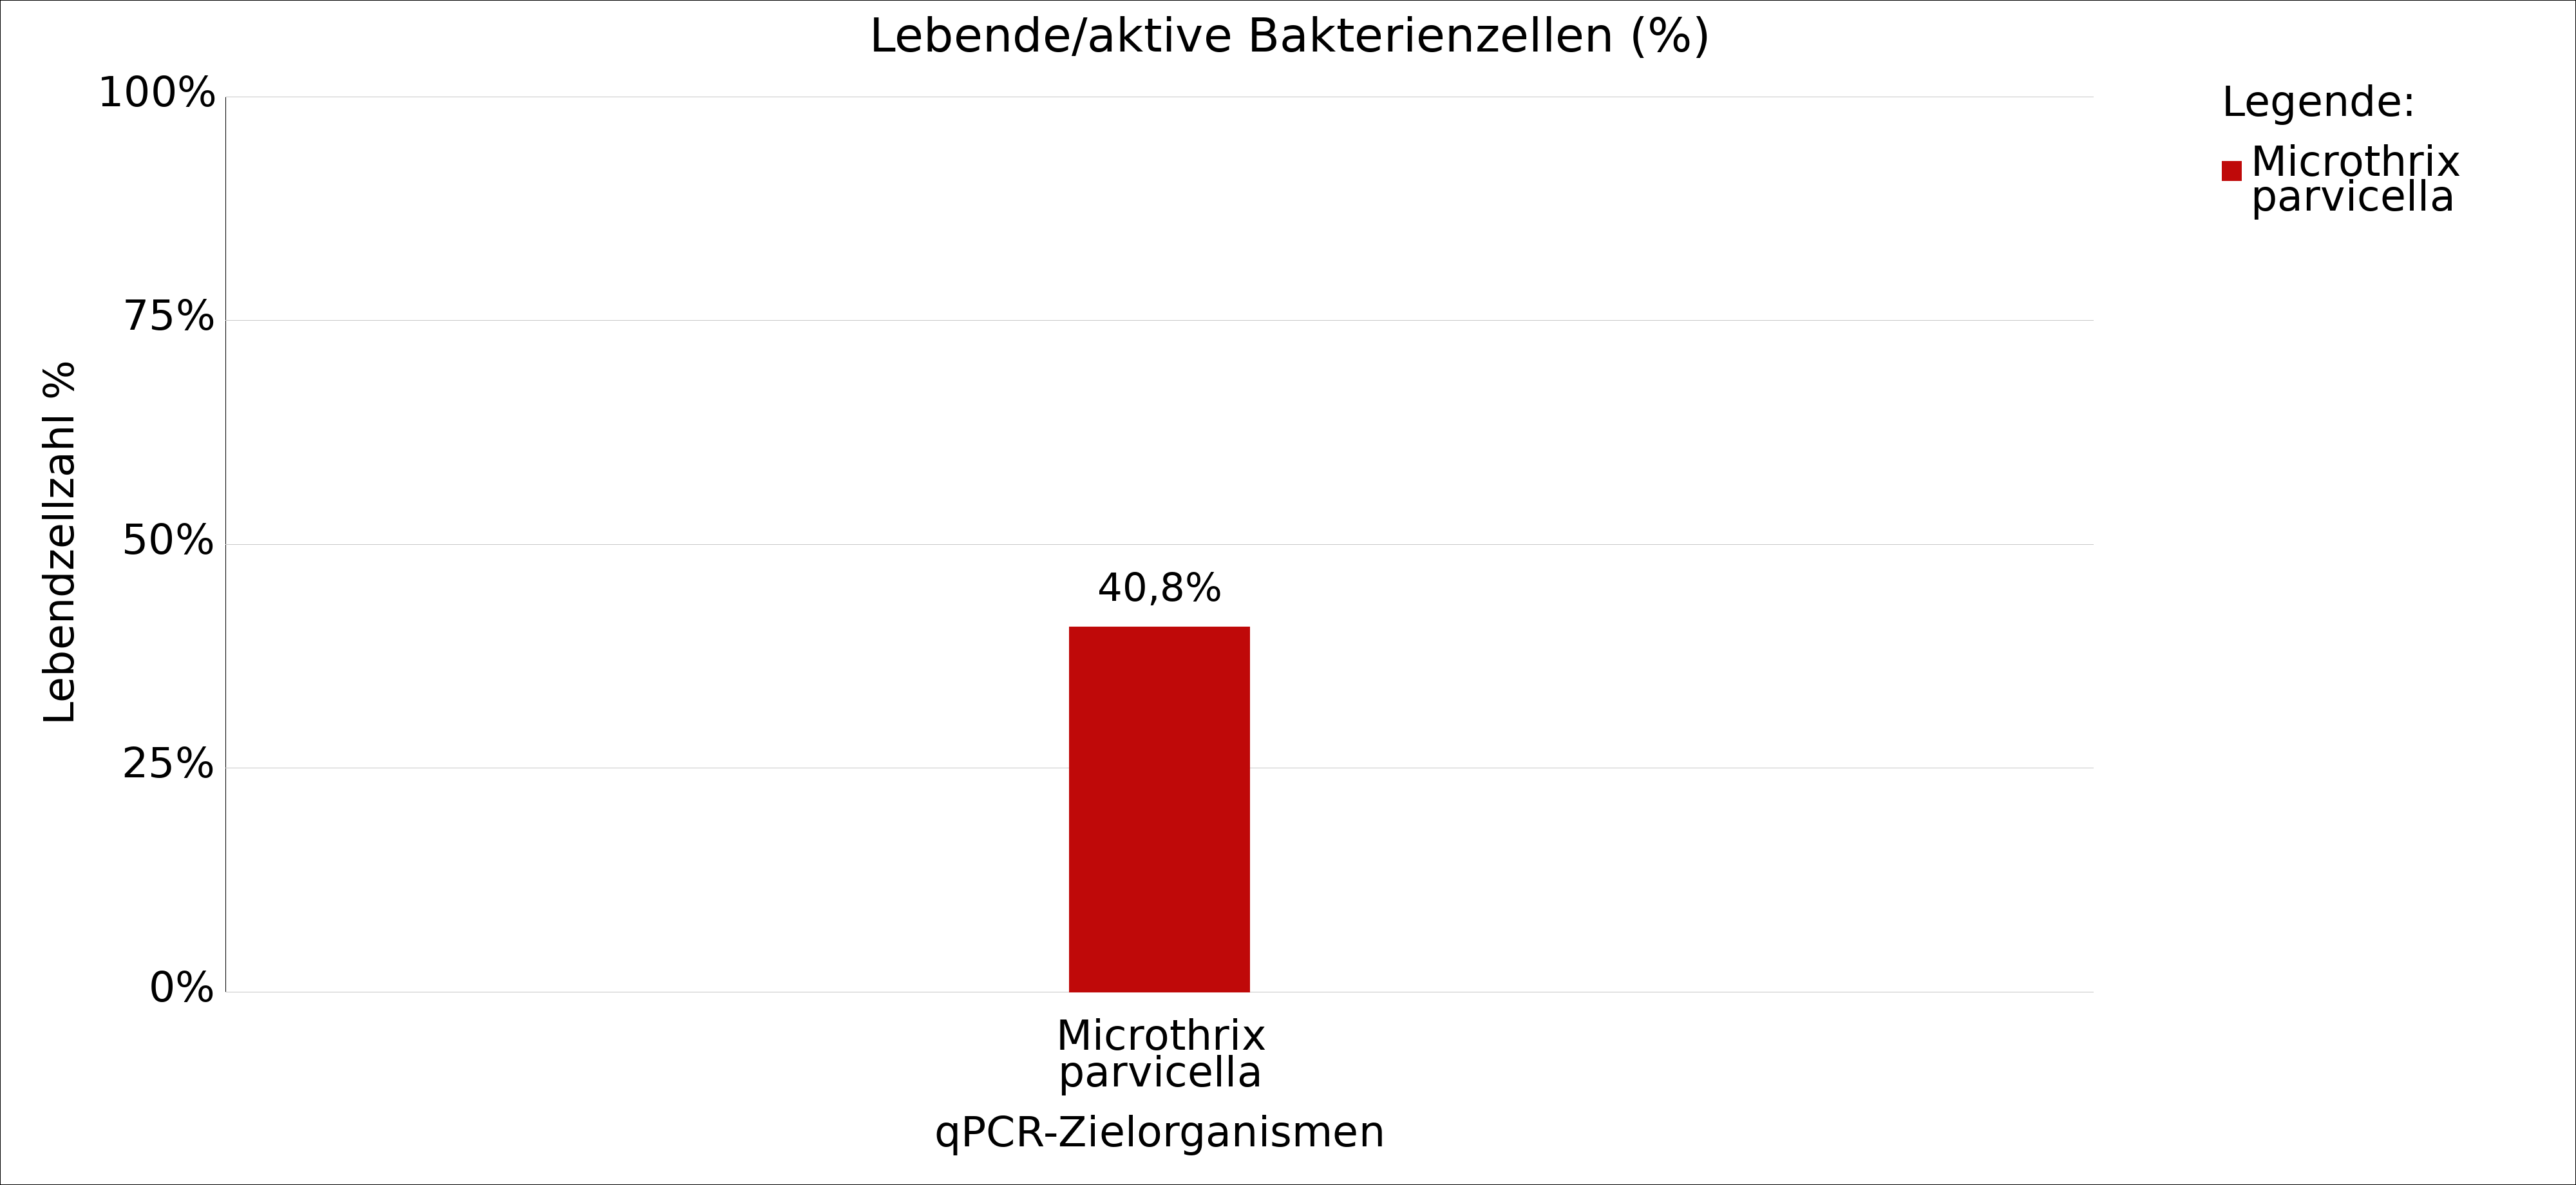 Lebende/aktive Bakterienzellen (%)
100%
75%
50%
25%
0%
Lebendzellzahl %
40,8%
Microthrix
parvicella
qPCR-Zielorganismen
Legende:
Microthrix
parvicella